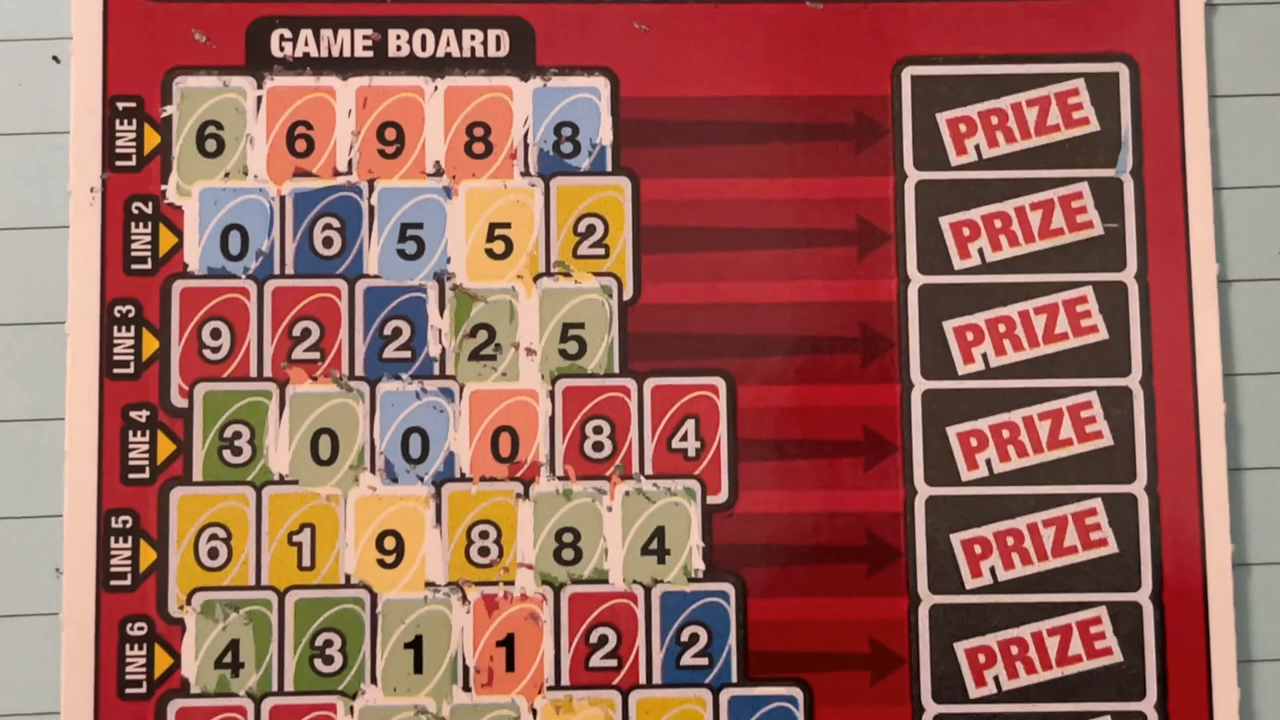 GAME BOARD
LINE 1 6 6 9 8 8 PRIZE
LINE 2 0 6 5 5 2 PRIZE
LINE 3 9 2 2 2 5 PRIZE
LINE 4 3 0 0 0 8 4 PRIZE
LINE 5 6 1 9 8 8 4 PRIZE
LINE 6 4 3 1 1 2 2 PRIZE